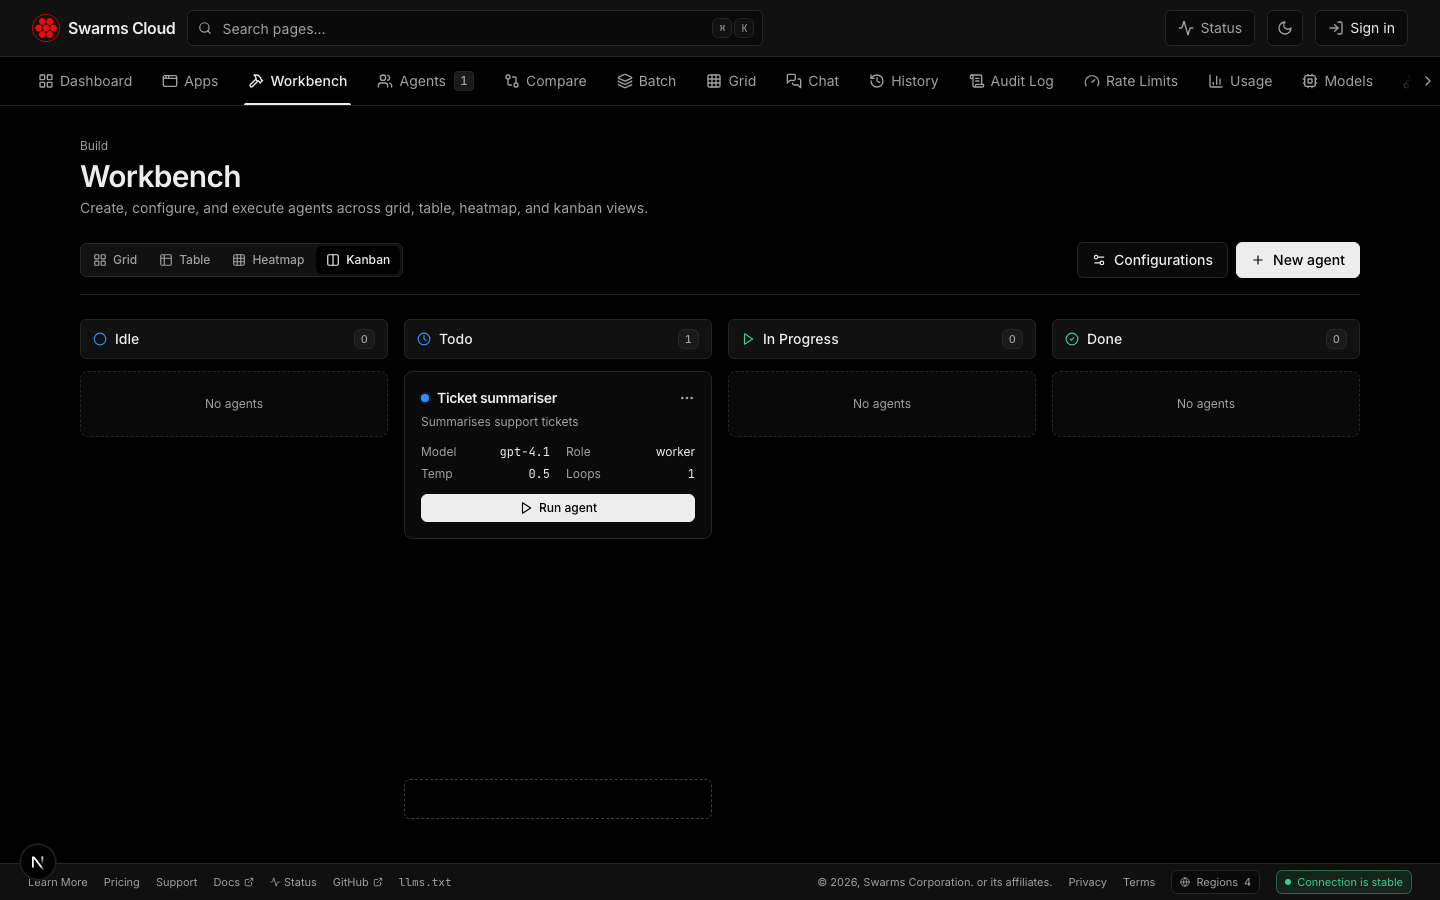 Swarms Cloud
Search pages...
⌘ K
Status
Sign in
Dashboard
Apps
Workbench
Agents 1
Compare
Batch
Grid
Chat
History
Audit Log
Rate Limits
Usage
Models
Build
Workbench
Create, configure, and execute agents across grid, table, heatmap, and kanban views.
Grid
Table
Heatmap
Kanban
Configurations
New agent
Idle 0
No agents
Todo 1
Ticket summariser
Summarises support tickets
Model gpt-4.1 Role worker
Temp 0.5 Loops 1
Run agent
In Progress 0
No agents
Done 0
No agents
N
Learn More
Pricing
Support
Docs
Status
GitHub
llms.txt
© 2026, Swarms Corporation. or its affiliates.
Privacy
Terms
Regions 4
Connection is stable